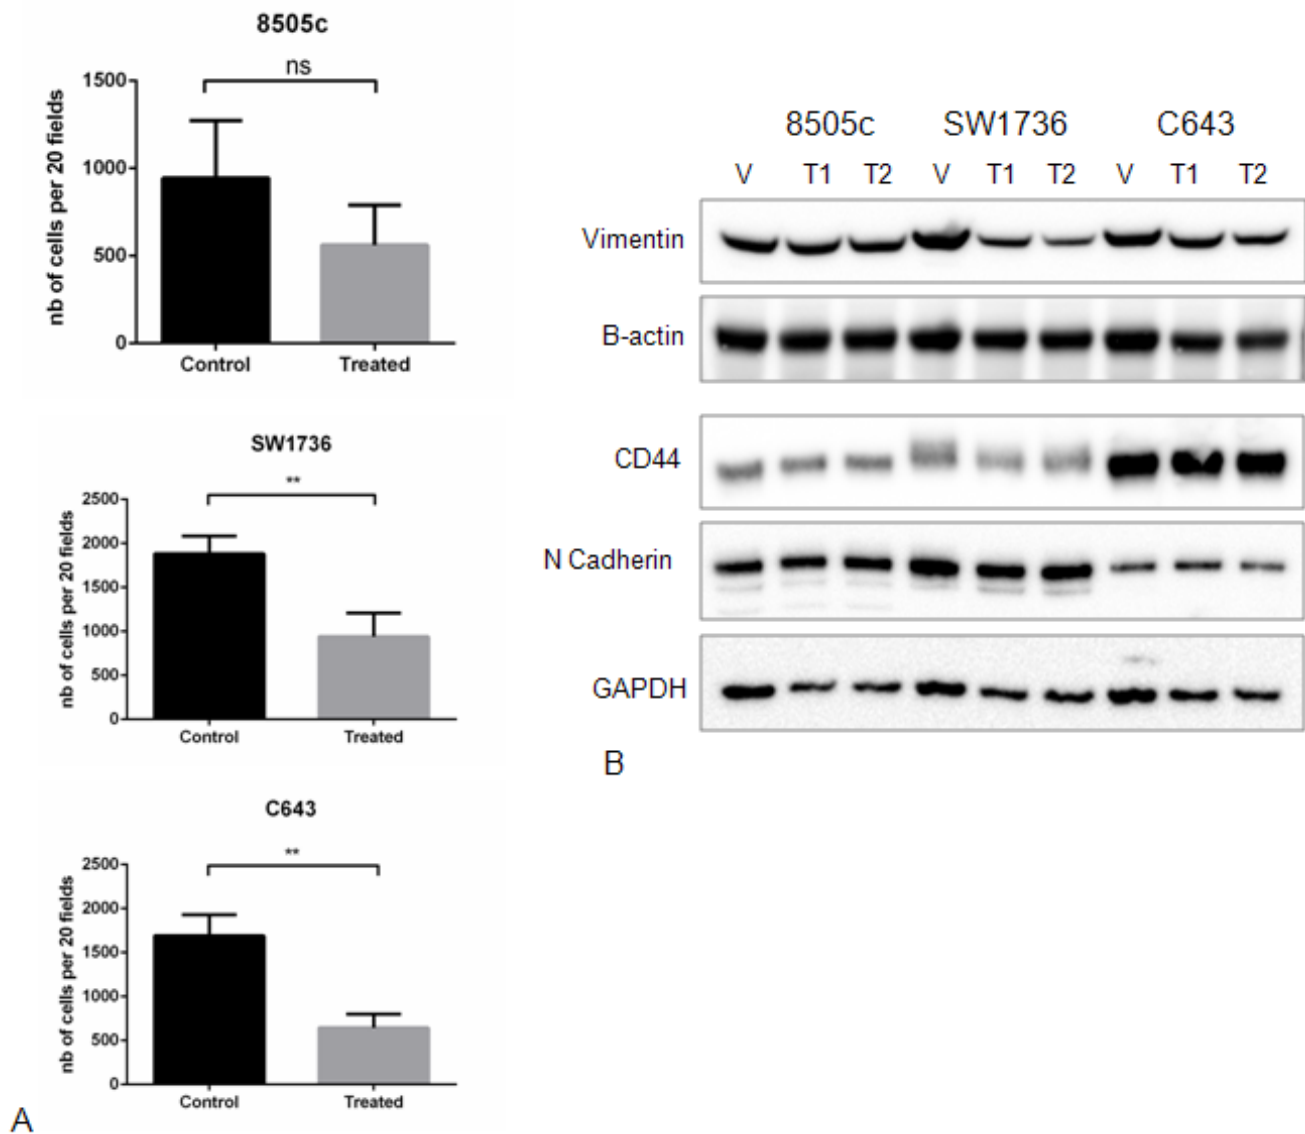 8505c
ns
nb of cells per 20 fields
1500
1000
500
0
Control Treated
SW1736
**
nb of cells per 20 fields
2500
2000
1500
1000
500
0
Control Treated
C643
**
nb of cells per 20 fields
2500
2000
1500
1000
500
0
Control Treated
A
8505c SW1736 C643
V T1 T2 V T1 T2 V T1 T2
Vimentin
B-actin
CD44
N Cadherin
GAPDH
B